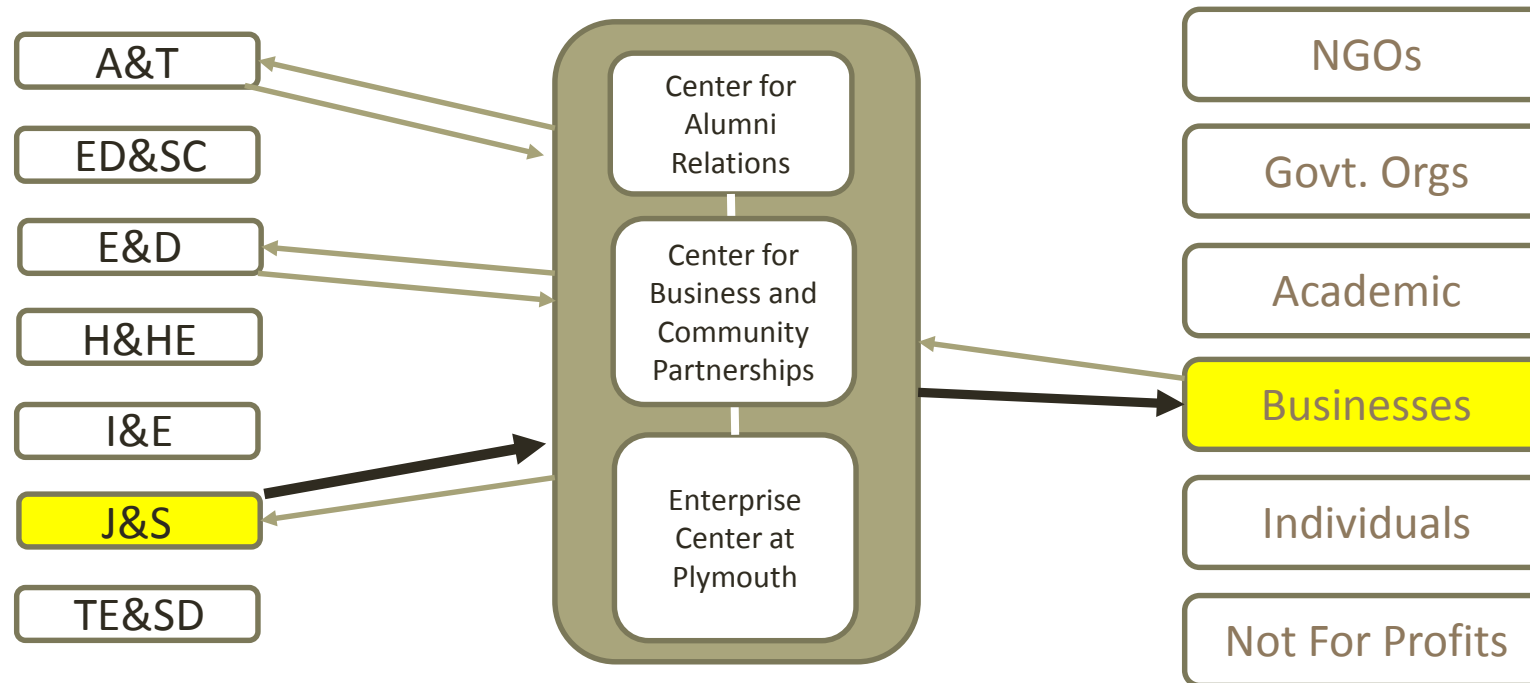 A&T
ED&SC
E&D
H&HE
I&E
J&S
TE&SD
Center for
Alumni
Relations
Center for
Business and
Community
Partnerships
Enterprise
Center at
Plymouth
NGOs
Govt. Orgs
Academic
Businesses
Individuals
Not For Profits